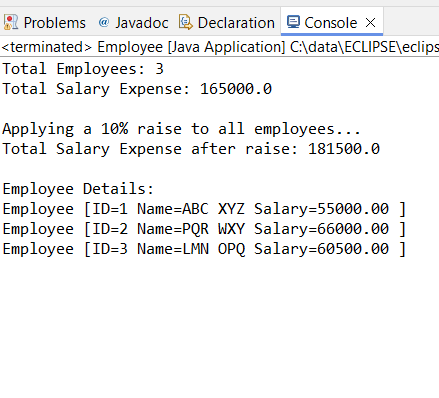 Problems @ Javadoc Declaration Console
<terminated> Employee [Java Application] C:\data\ECLIPSE\eclips
Total Employees: 3
Total Salary Expense: 165000.0
Applying a 10% raise to all employees...
Total Salary Expense after raise: 181500.0
Employee Details:
Employee [ID=1 Name=ABC XYZ Salary=55000.00 ]
Employee [ID=2 Name=PQR WXY Salary=66000.00 ]
Employee [ID=3 Name=LMN OPQ Salary=60500.00 ]